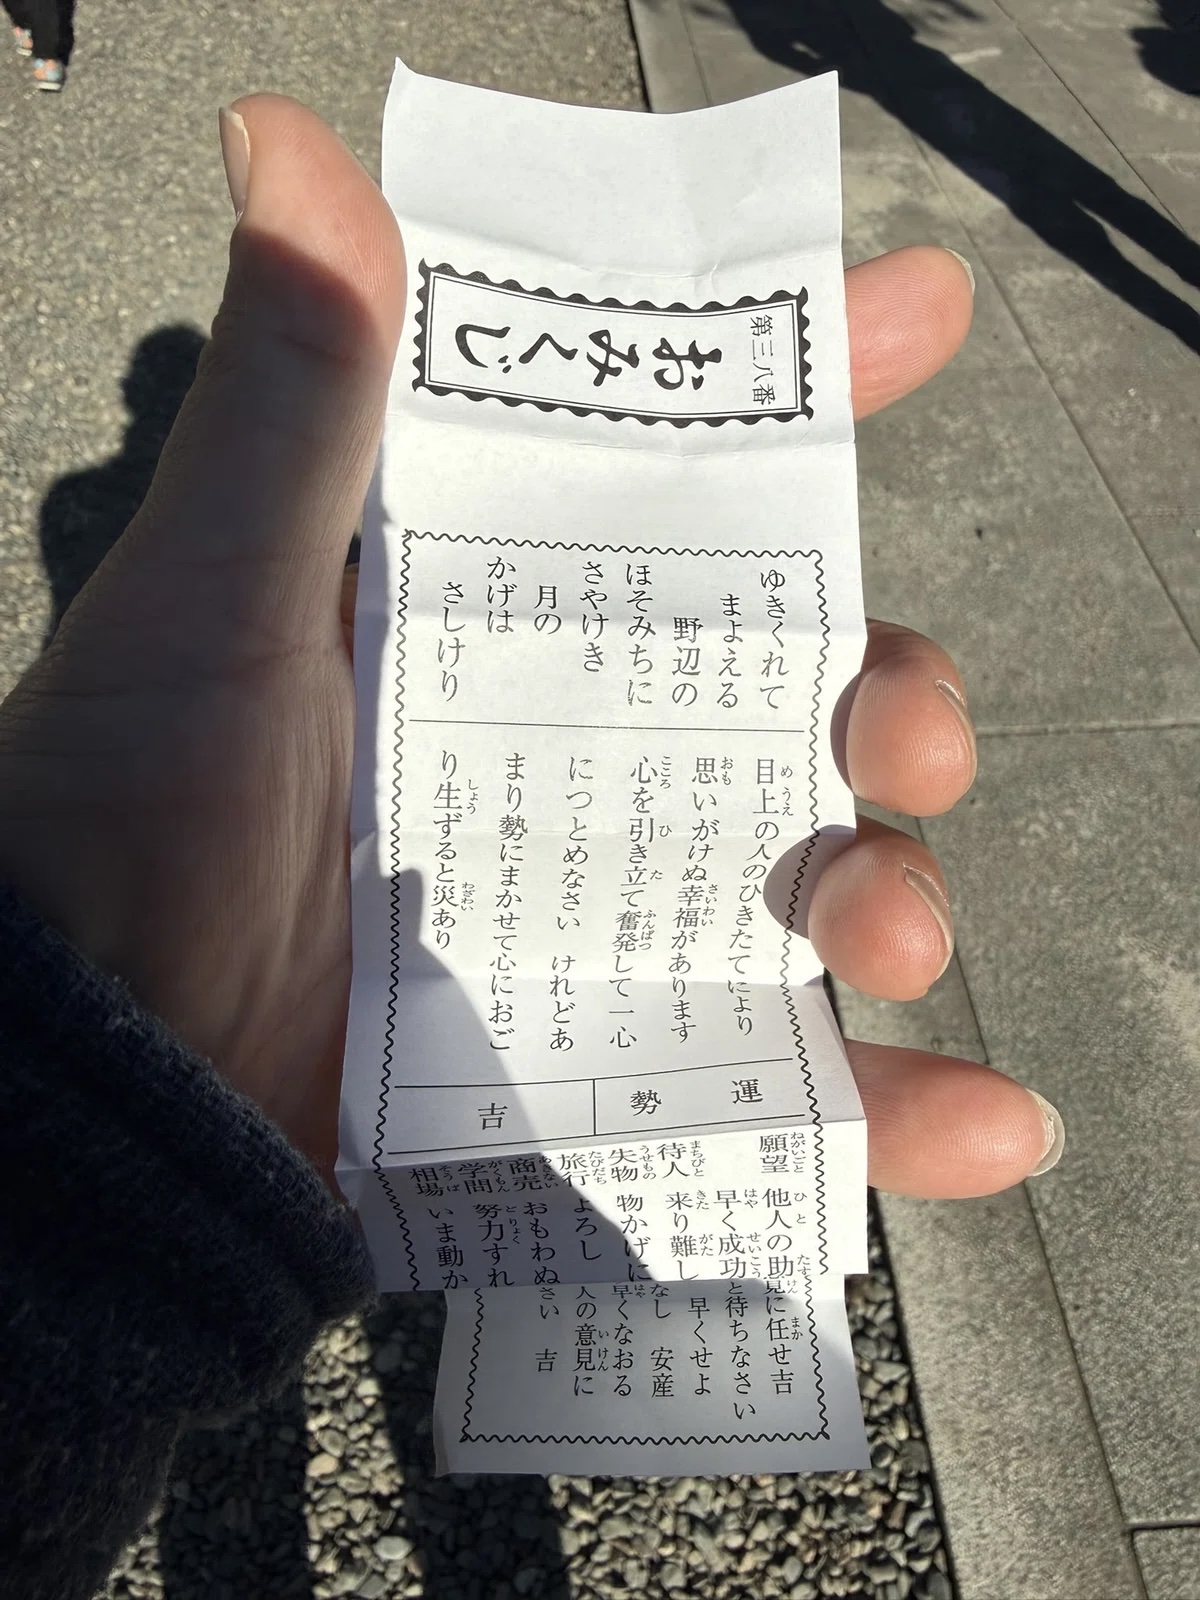 第三八番
おみくじ
ゆきくれて
まよえる
野辺の
ほそみちに
さやけき
月の
かげは
さしけり
目上の人のひきたてにより
思いがけぬ幸福があります
心を引き立て奮発して一心
につとめなさい けれどあ
まり勢にまかせて心におご
り生ずると災あり
運勢
吉
願望 他人の助
早く成功
待人 来り難し
失物 物かげに
旅行 よろし
商売 おもわぬ
学問 努力すれ
相場 いま動か
見に任せ吉
と待ちなさい
早くせよ
なし 安産
早くなおる
人の意見に
さい 吉